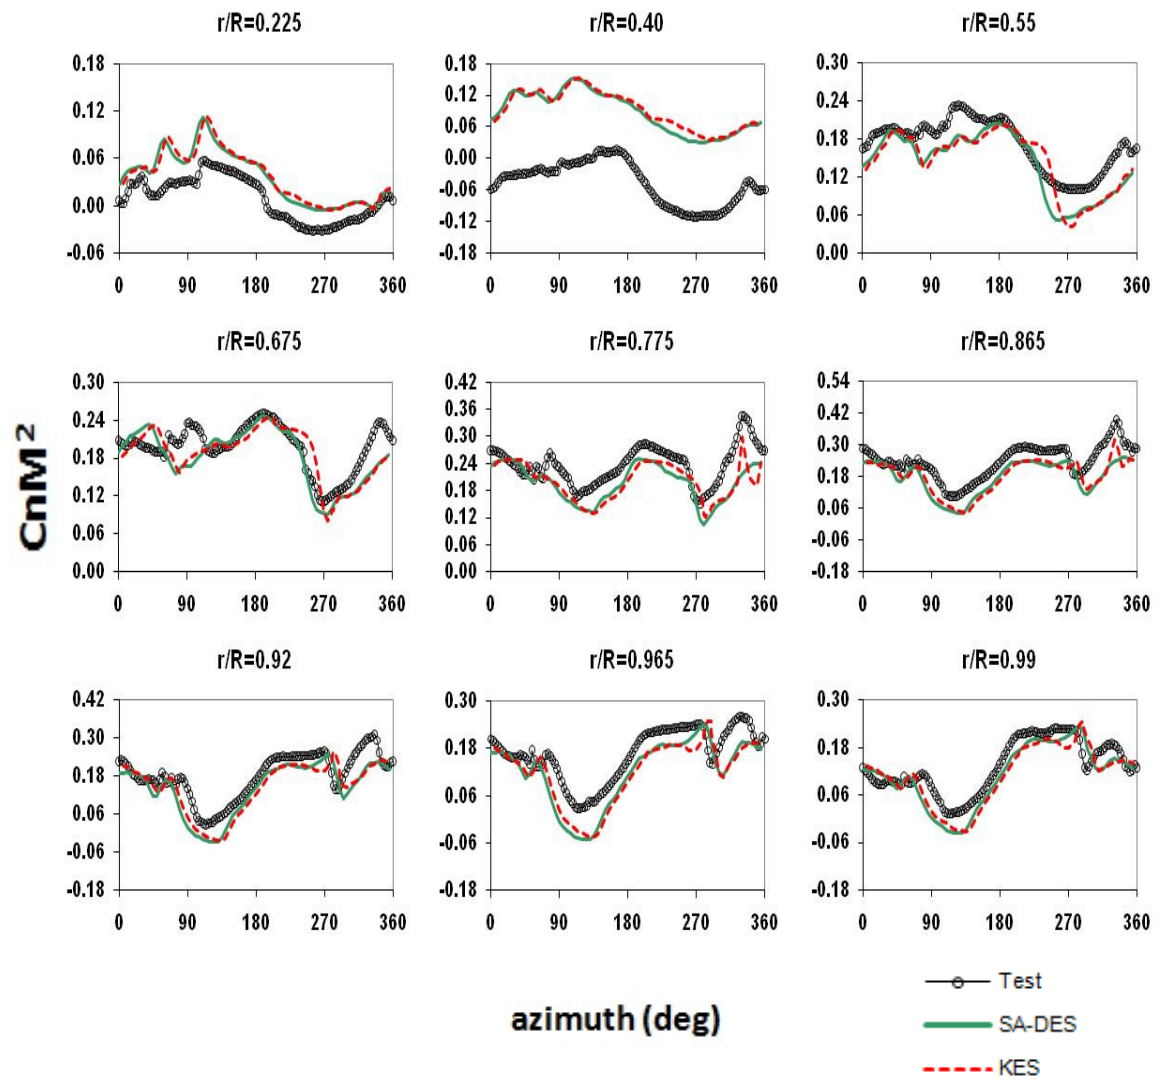 r/R=0.225 r/R=0.40 r/R=0.55
0.18 0.18 0.30
0.12 0.12 0.24
0.06 0.06 0.18
0.00 0.00 0.12
-0.06 -0.06 0.06
-0.12 0.00
-0.18
0 90 180 270 360 0 90 180 270 360 0 90 180 270 360
r/R=0.675 r/R=0.775 r/R=0.865
0.30 0.42 0.54
0.24 0.36 0.42
0.18 0.30 0.30
0.12 0.24 0.18
0.06 0.18 0.06
0.00 0.12 -0.06
0.06 -0.18
0.00
0 90 180 270 360 0 90 180 270 360 0 90 180 270 360
CnM²
r/R=0.92 r/R=0.965 r/R=0.99
0.42 0.30 0.30
0.30 0.18 0.18
0.18 0.06 0.06
0.06 -0.06 -0.06
-0.06 -0.18 -0.18
-0.18
0 90 180 270 360 0 90 180 270 360 0 90 180 270 360
azimuth (deg)
Test
SA-DES
KES